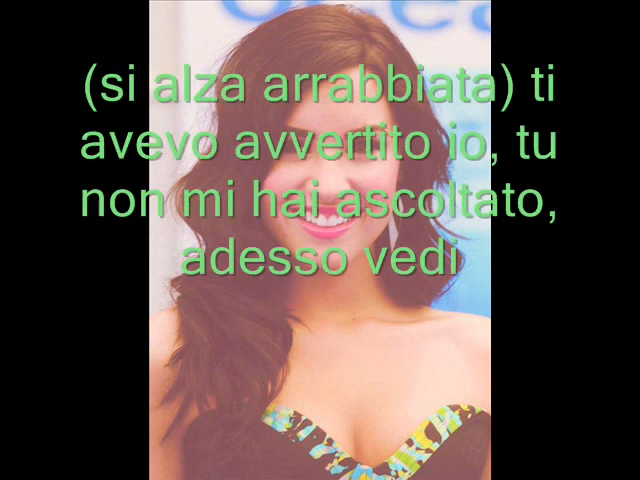 (si alza arrabbiata) ti
avevo avvertito io, tu
non mi hai ascoltato,
adesso vedi